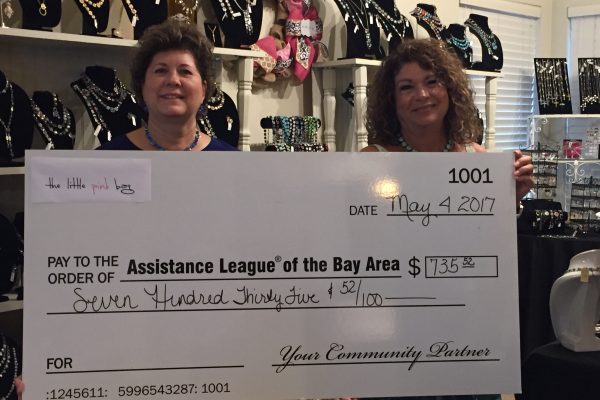 the little pink bag
1001
DATE May 4 2017
PAY TO THE ORDER OF Assistance League® of the Bay Area $ 735 52
Seven Hundred Thirty Five & 52/100
FOR Your Community Partner
:1245611: 5996543287: 1001